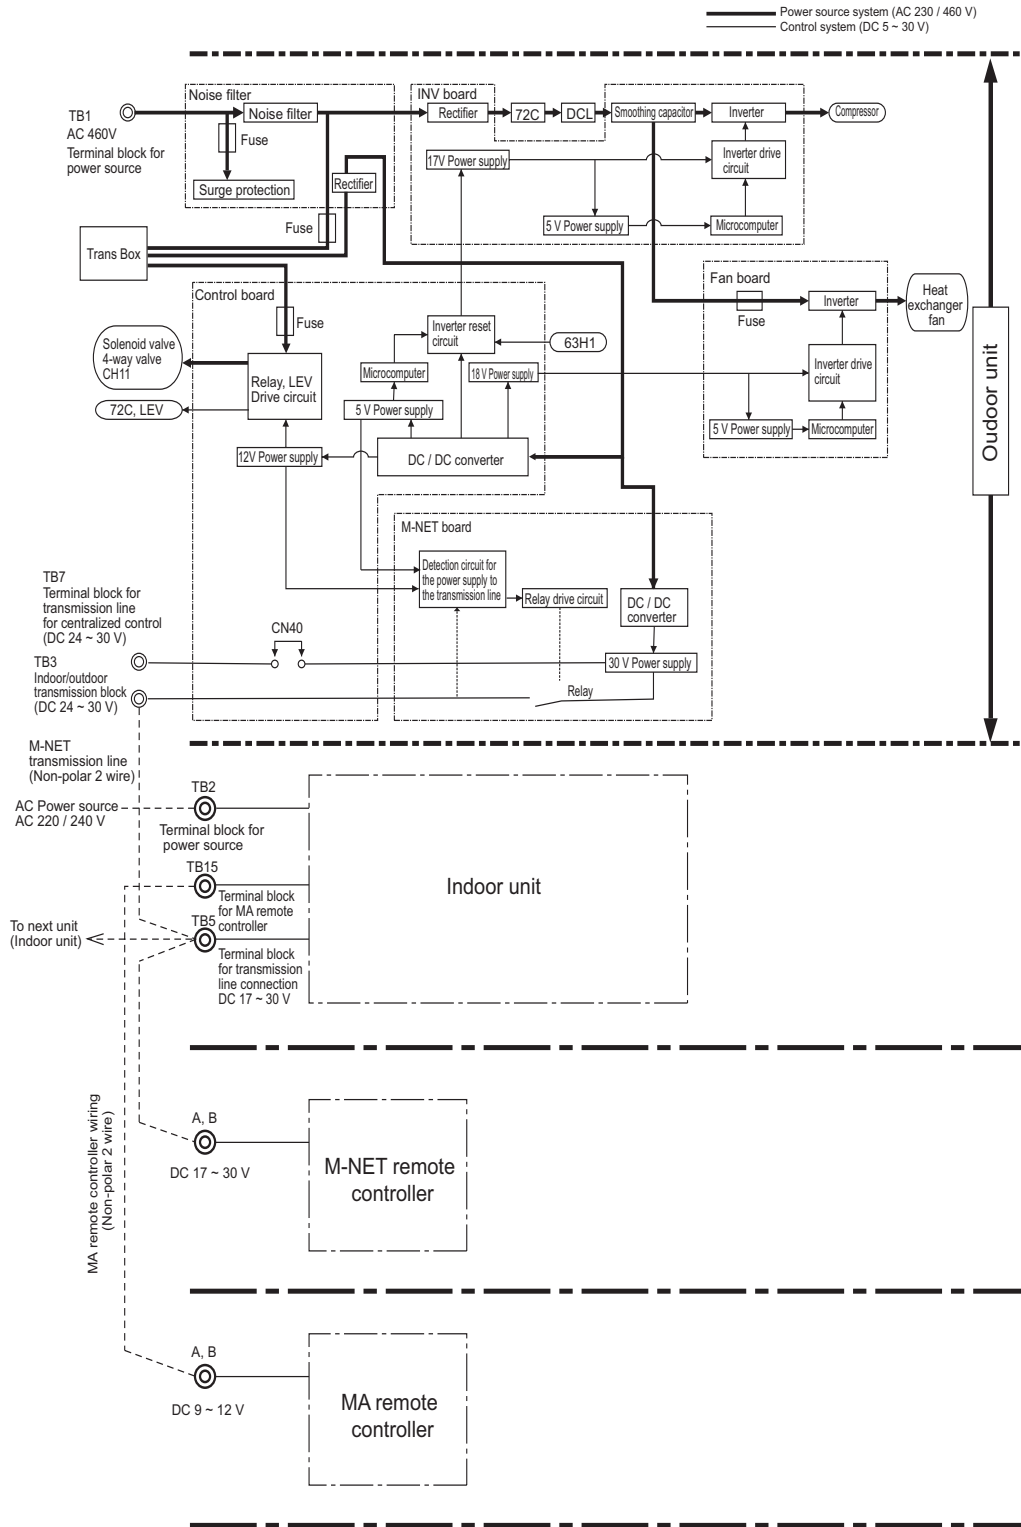 Power source system (AC 230 / 460 V)
Control system (DC 5 ~ 30 V)
Noise filter
INV board
TB1
AC 460V
Terminal block for
power source
Noise filter
Fuse
Surge protection
Rectifier
72C
DCL
Smoothing capacitor
Inverter
Compressor
17V Power supply
Inverter drive
circuit
5 V Power supply
Microcomputer
Rectifier
Fuse
Trans Box
Fan board
Fuse
Inverter
Heat
exchanger
fan
Inverter drive
circuit
5 V Power supply
Microcomputer
Oudoor unit
Control board
Fuse
Inverter reset
circuit
63H1
Solenoid valve
4-way valve
CH11
Relay, LEV
Drive circuit
Microcomputer
18 V Power supply
72C, LEV
5 V Power supply
12V Power supply
DC / DC converter
M-NET board
Detection circuit for
the power supply to
the transmission line
Relay drive circuit
DC / DC
converter
30 V Power supply
Relay
TB7
Terminal block for
transmission line
for centralized control
(DC 24 ~ 30 V)
CN40
TB3
Indoor/outdoor
transmission block
(DC 24 ~ 30 V)
M-NET
transmission line
(Non-polar 2 wire)
TB2
AC Power source
AC 220 / 240 V
Terminal block for
power source
TB15
Terminal block
for MA remote
controller
Indoor unit
To next unit
(Indoor unit)
TB5
Terminal block
for transmission
line connection
DC 17 ~ 30 V
MA remote controller wiring
(Non-polar 2 wire)
A, B
DC 17 ~ 30 V
M-NET remote
controller
A, B
DC 9 ~ 12 V
MA remote
controller